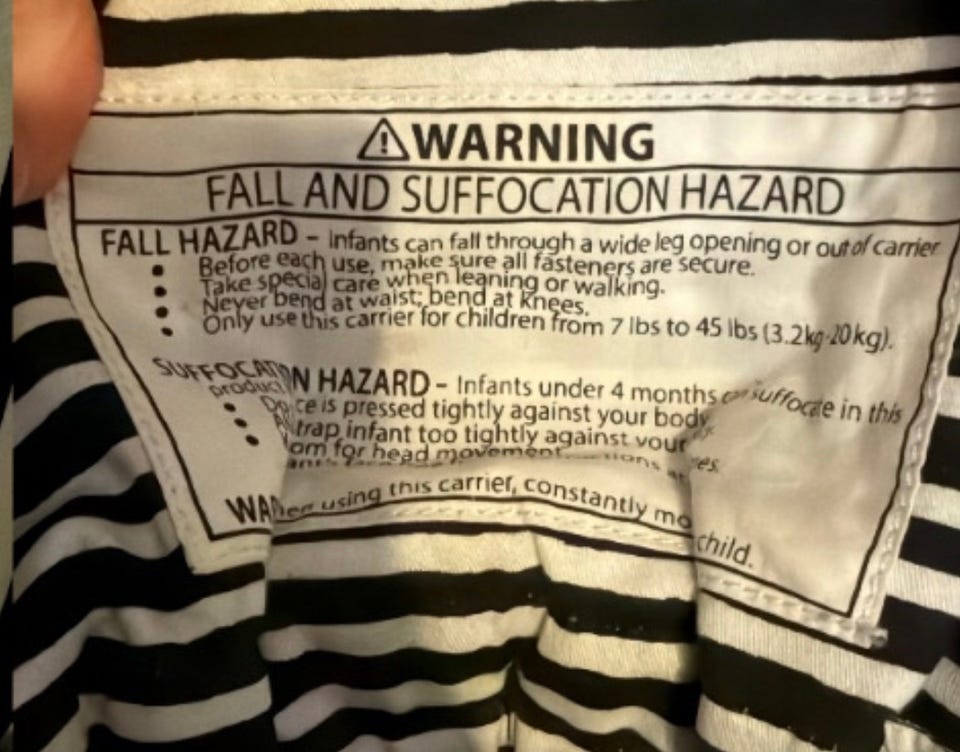 WARNING
FALL AND SUFFOCATION HAZARD
FALL HAZARD – Infants can fall through a wide leg opening or out of carrier
• Before each use, make sure all fasteners are secure.
• Take special care when leaning or walking.
• Never bend at waist; bend at knees.
• Only use this carrier for children from 7 lbs to 45 lbs (3.2kg-20kg).
SUFFOCATION HAZARD – Infants under 4 months can suffocate in this
product
is pressed tightly against your body
trap infant too tightly against your
for head movement
using this carrier, constantly
child.